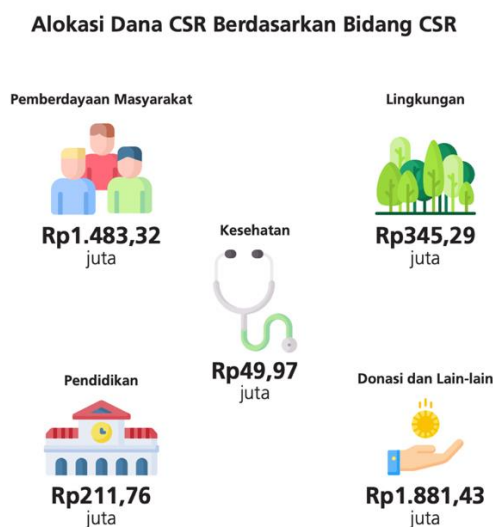 Alokasi Dana CSR Berdasarkan Bidang CSR
Pemberdayaan Masyarakat
Rp1.483,32
juta
Lingkungan
Rp345,29
juta
Kesehatan
Rp49,97
juta
Pendidikan
Rp211,76
juta
Donasi dan Lain-lain
Rp1.881,43
juta